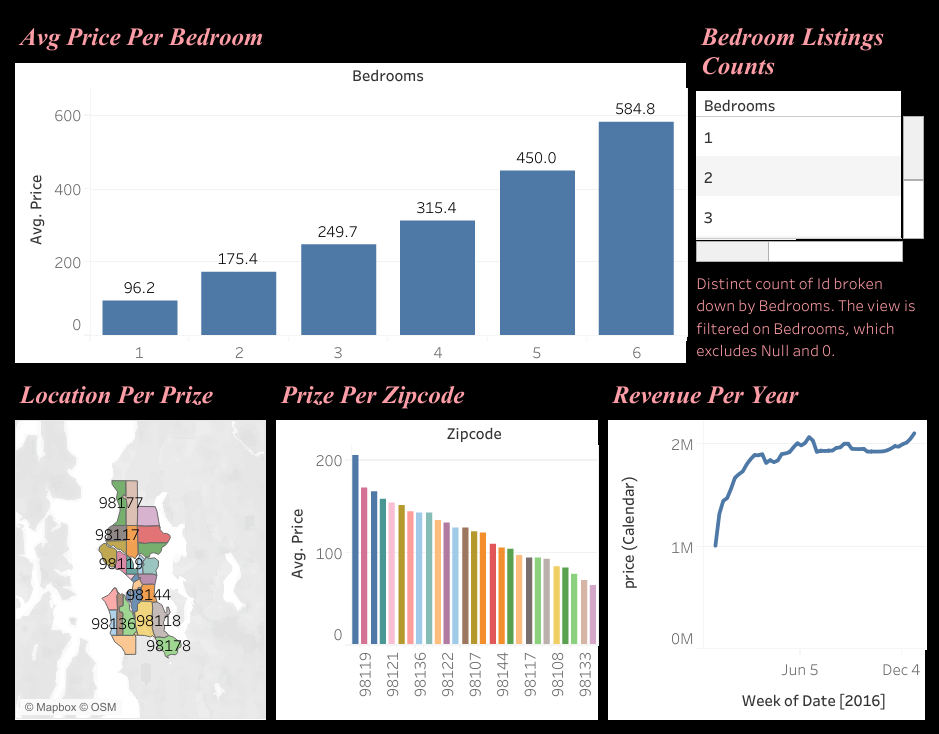 Avg Price Per Bedroom
Bedroom Listings
Counts
Bedrooms
600
400
200
0
Avg. Price
96.2
175.4
249.7
315.4
450.0
584.8
1
2
3
4
5
6
Bedrooms
1
2
3
Distinct count of Id broken
down by Bedrooms. The view is
filtered on Bedrooms, which
excludes Null and 0.
Location Per Prize
98177
98117
98119
98144
98136
98118
98178
© Mapbox © OSM
Prize Per Zipcode
Zipcode
200
100
0
Avg. Price
98119
98121
98136
98122
98107
98144
98117
98108
98133
Revenue Per Year
2M
1M
0M
price (Calendar)
Jun 5
Dec 4
Week of Date [2016]